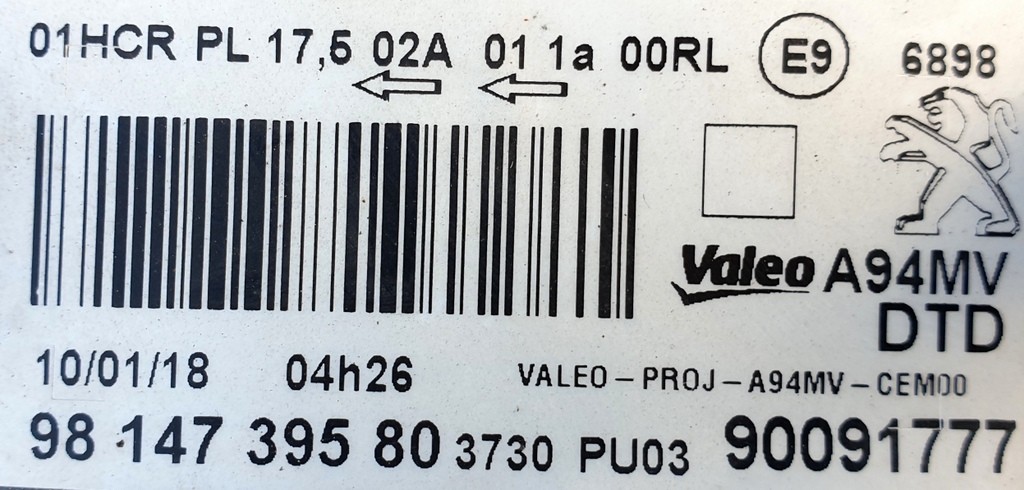 01HCR PL 17,5 02A 01 1a 00RL E9 6898
Valeo A94MV
DTD
10/01/18 04h26 VALEO-PROJ-A94MV-CEM00
98 147 395 80 3730 PU03 90091777